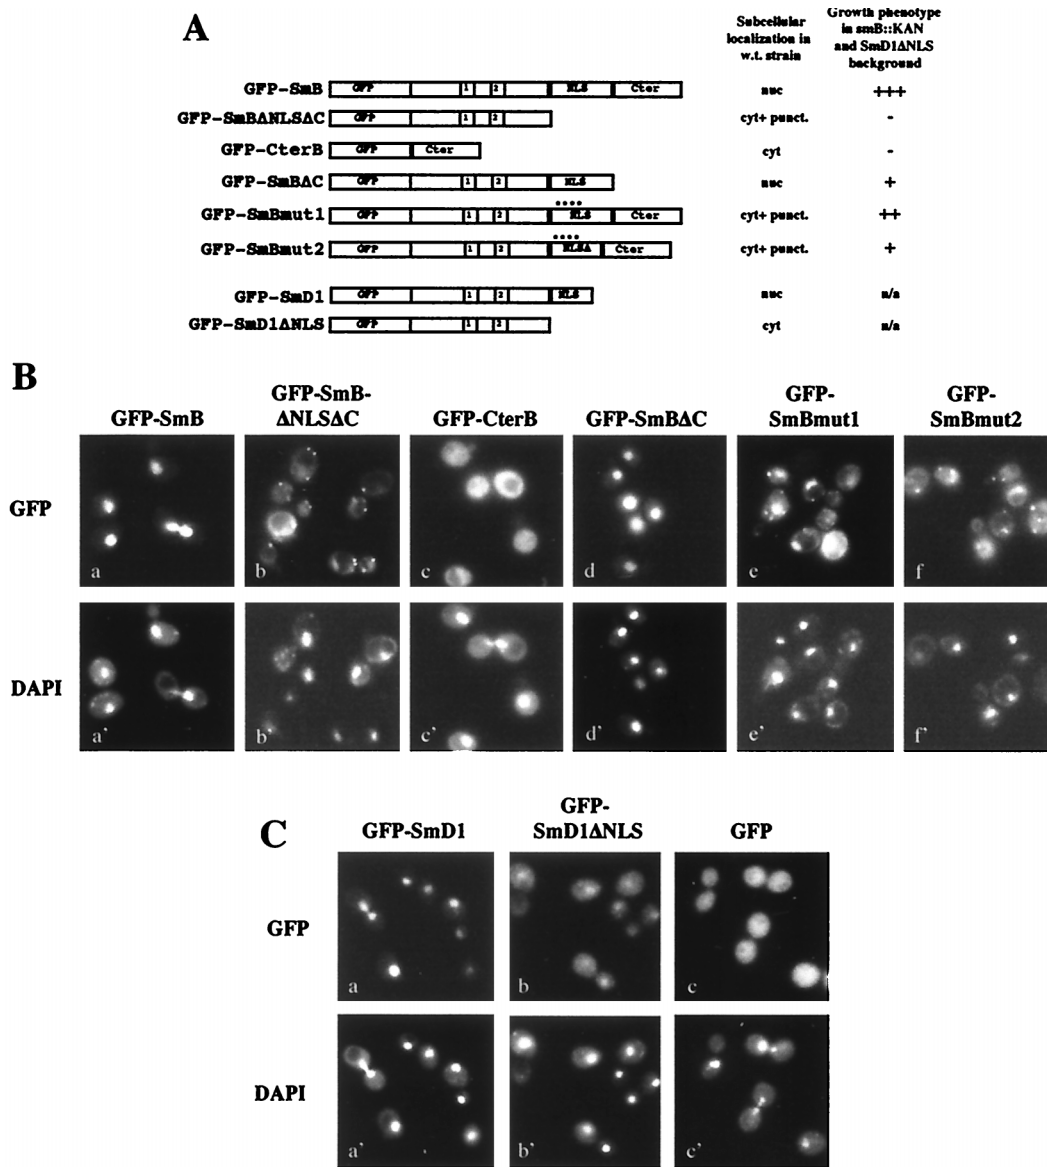 A
Subcellular
localization in
w.t. strain
Growth phenotype
in smB::KAN
and SmD1ΔNLS
background
GFP-SmB GFP 1 2 NLS Cter nuc +++
GFP-SmBΔNLSΔC GFP 1 2 cyt+ punct. -
GFP-CterB GFP Cter cyt -
GFP-SmBΔC GFP 1 2 NLS nuc +
GFP-SmBmut1 GFP 1 2 NLS Cter cyt+ punct. ++
GFP-SmBmut2 GFP 1 2 NLSΔ Cter cyt+ punct. +
GFP-SmD1 GFP 1 2 NLS nuc n/a
GFP-SmD1ΔNLS GFP 1 2 cyt n/a
B
GFP-SmB
GFP-SmB-
ΔNLSΔC
GFP-CterB
GFP-SmBΔC
GFP-
SmBmut1
GFP-
SmBmut2
GFP
a b c d e f
DAPI
a' b' c' d' e' f'
C
GFP-SmD1
GFP-
SmD1ΔNLS
GFP
GFP
a b c
DAPI
a' b' c'